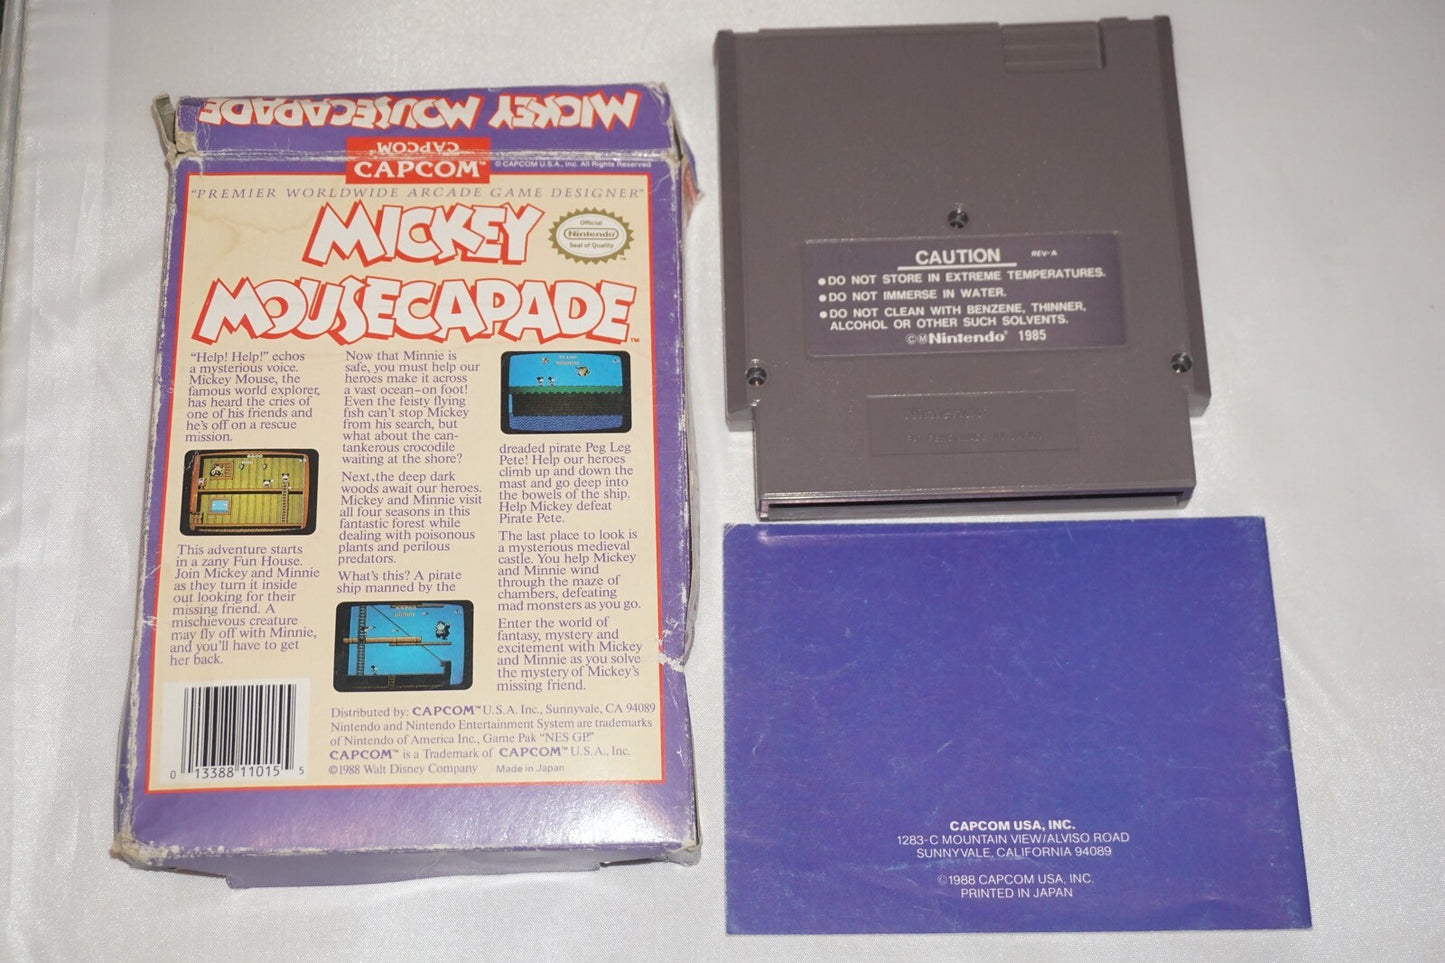 MICKEY MOUSECAPADE
CAPCOM
CAPCOM™
© CAPCOM U.S.A., Inc. All Rights Reserved
"PREMIER WORLDWIDE ARCADE GAME DESIGNER"
MICKEY
MOUSECAPADE™
Official
Nintendo
Seal of Quality
"Help! Help!" echos
a mysterious voice.
Mickey Mouse, the
famous world explorer,
has heard the cries of
one of his friends and
he's off on a rescue
mission.
This adventure starts
in a zany Fun House.
Join Mickey and Minnie
as they turn it inside
out looking for their
missing friend. A
mischievous creature
may fly off with Minnie,
and you'll have to get
her back.
Now that Minnie is
safe, you must help our
heroes make it across
a vast ocean-on foot!
Even the feisty flying
fish can't stop Mickey
from his search, but
what about the can-
tankerous crocodile
waiting at the shore?
Next, the deep dark
woods await our heroes.
Mickey and Minnie visit
all four seasons in this
fantastic forest while
dealing with poisonous
plants and perilous
predators.
What's this? A pirate
ship manned by the
dreaded pirate Peg Leg
Pete! Help our heroes
climb up and down the
mast and go deep into
the bowels of the ship.
Help Mickey defeat
Pirate Pete.
The last place to look is
a mysterious medieval
castle. You help Mickey
and Minnie wind
through the maze of
chambers, defeating
mad monsters as you go.
Enter the world of
fantasy, mystery and
excitement with Mickey
and Minnie as you solve
the mystery of Mickey's
missing friend.
0 13388 11015 5
Distributed by: CAPCOM™ U.S.A. Inc., Sunnyvale, CA 94089
Nintendo and Nintendo Entertainment System are trademarks
of Nintendo of America Inc., Game Pak "NES GP."
CAPCOM™ is a Trademark of CAPCOM™ U.S.A., Inc.
©1988 Walt Disney Company Made in Japan
CAUTION REV-A
•DO NOT STORE IN EXTREME TEMPERATURES.
•DO NOT IMMERSE IN WATER.
•DO NOT CLEAN WITH BENZENE, THINNER,
ALCOHOL OR OTHER SUCH SOLVENTS.
©Ⓜ Nintendo® 1985
Nintendo®
CAPCOM USA, INC.
1283-C MOUNTAIN VIEW/ALVISO ROAD
SUNNYVALE, CALIFORNIA 94089
©1988 CAPCOM USA, INC.
PRINTED IN JAPAN